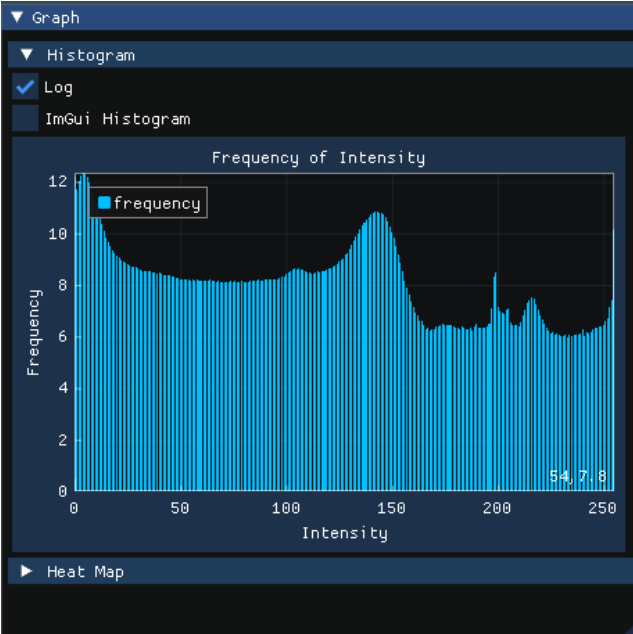 Graph
Histogram
Log
ImGui Histogram
Frequency of Intensity
frequency
12
10
8
6
4
2
0
Frequency
54,7.8
0 50 100 150 200 250
Intensity
Heat Map